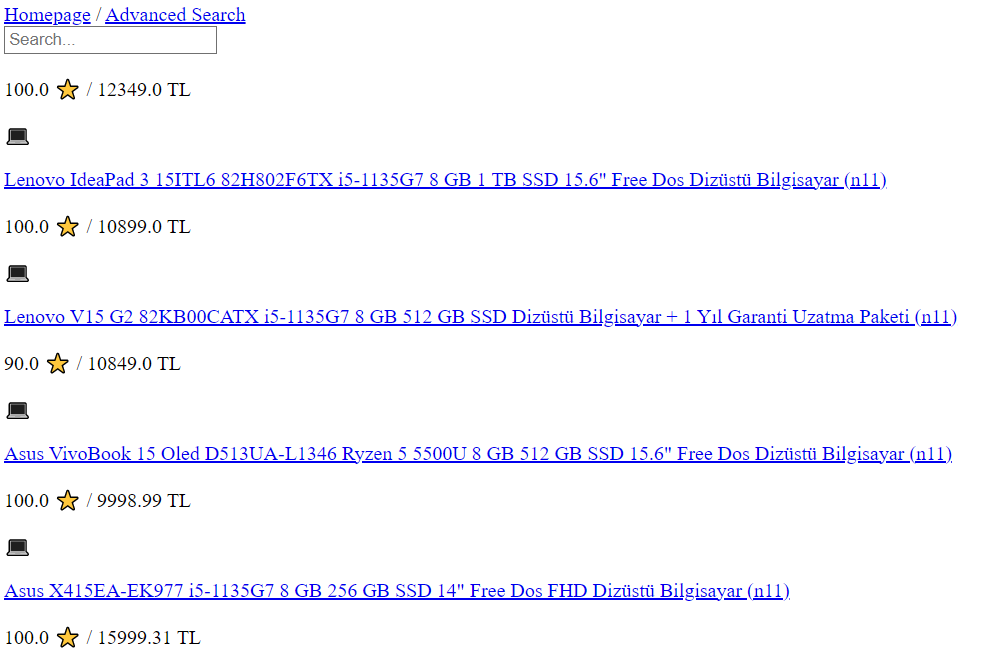 Homepage / Advanced Search
Search...
100.0 ⭐ / 12349.0 TL
Lenovo IdeaPad 3 15ITL6 82H802F6TX i5-1135G7 8 GB 1 TB SSD 15.6" Free Dos Dizüstü Bilgisayar (n11)
100.0 ⭐ / 10899.0 TL
Lenovo V15 G2 82KB00CATX i5-1135G7 8 GB 512 GB SSD Dizüstü Bilgisayar + 1 Yıl Garanti Uzatma Paketi (n11)
90.0 ⭐ / 10849.0 TL
Asus VivoBook 15 Oled D513UA-L1346 Ryzen 5 5500U 8 GB 512 GB SSD 15.6" Free Dos Dizüstü Bilgisayar (n11)
100.0 ⭐ / 9998.99 TL
Asus X415EA-EK977 i5-1135G7 8 GB 256 GB SSD 14" Free Dos FHD Dizüstü Bilgisayar (n11)
100.0 ⭐ / 15999.31 TL